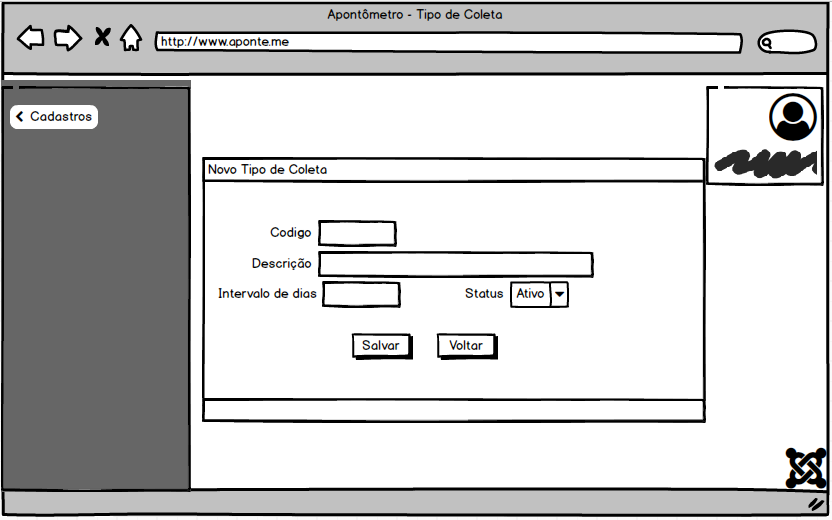 Apontômetro - Tipo de Coleta
http://www.aponte.me
Cadastros
Novo Tipo de Coleta
Codigo
Descrição
Intervalo de dias Status Ativo
Salvar Voltar